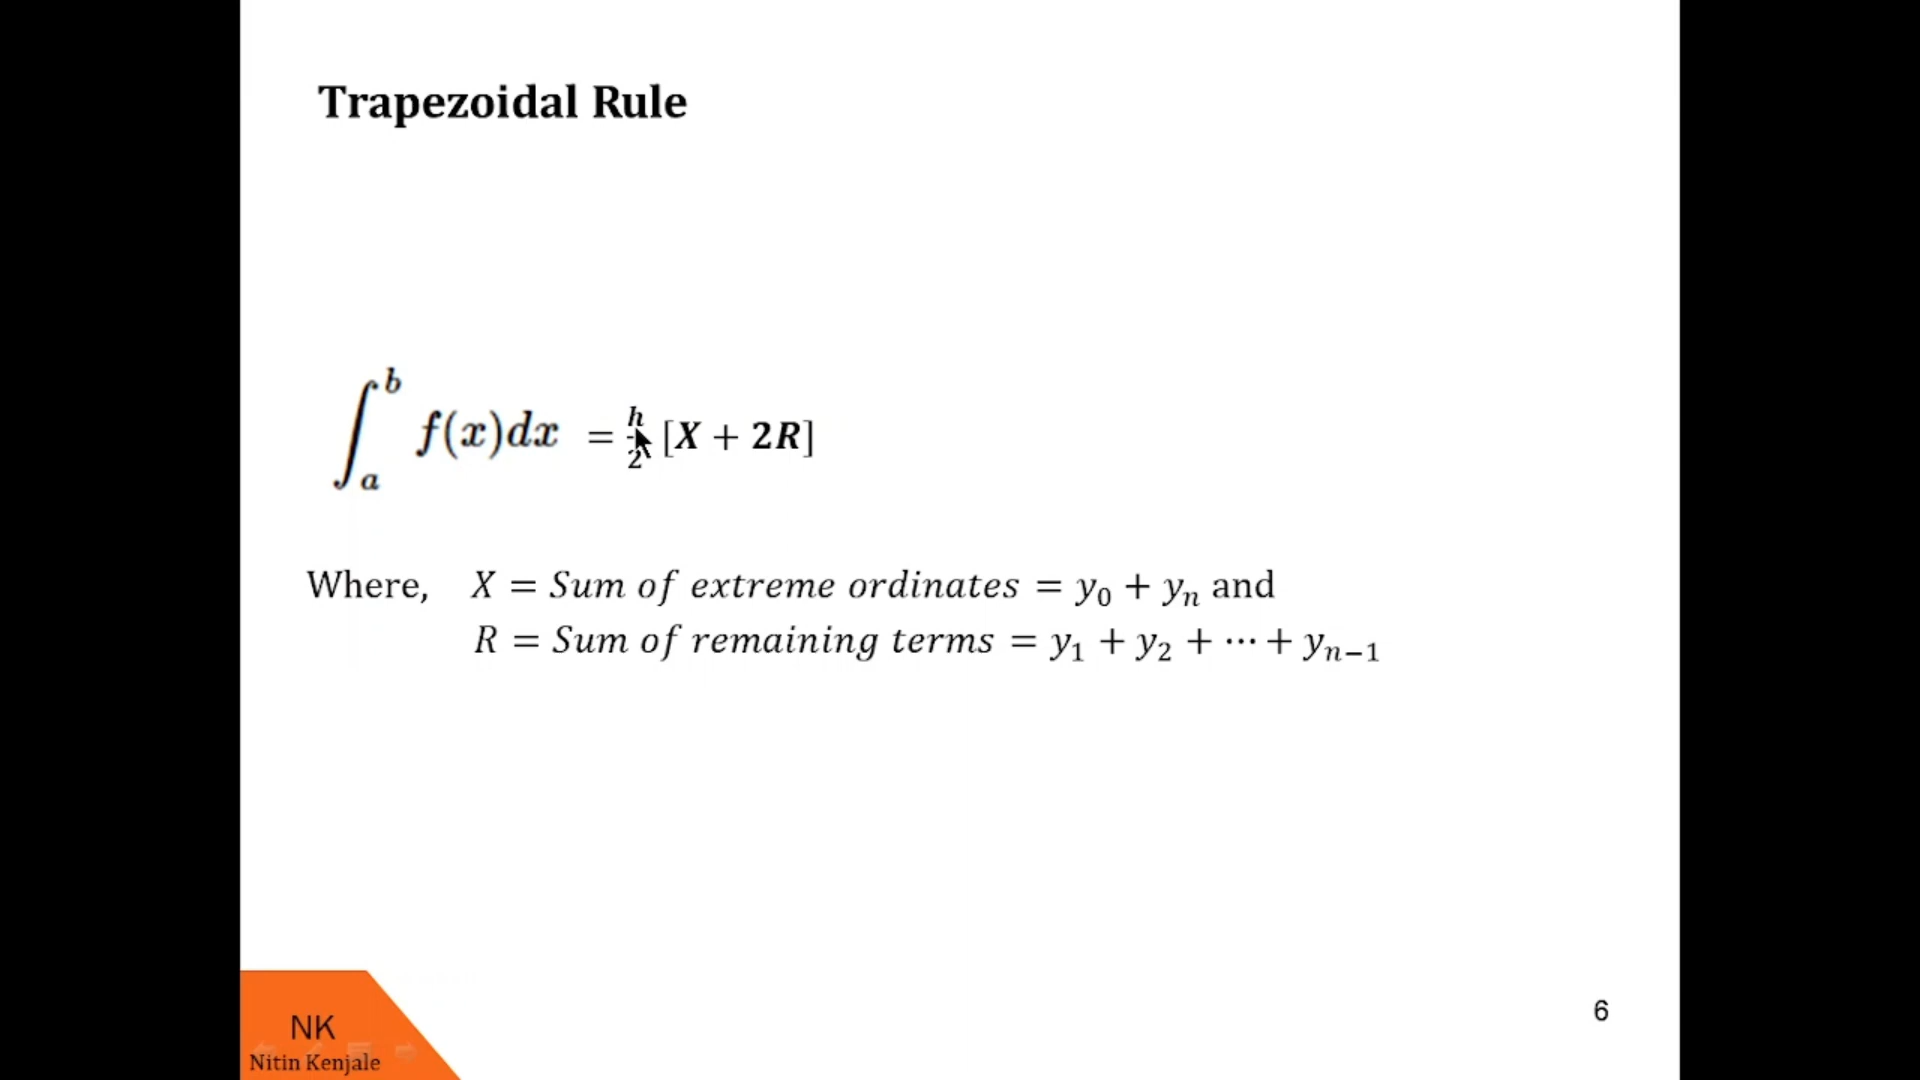 Trapezoidal Rule
∫ₐᵇ f(x)dx = h/2 [X + 2R]
Where, X = Sum of extreme ordinates = y₀ + yₙ and
R = Sum of remaining terms = y₁ + y₂ + ⋯ + yₙ₋₁
NK
Nitin Kenjale
6